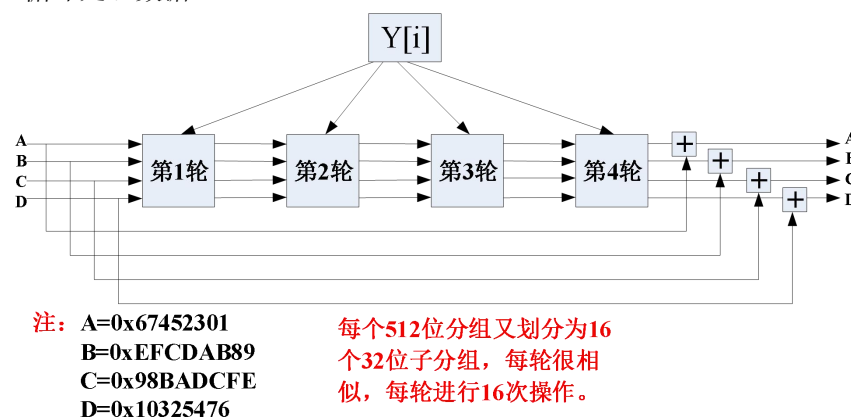 Y[i]
A
B
C
D
第1轮
第2轮
第3轮
第4轮
+
+
+
+
A
C
D
注：A=0x67452301
B=0xEFCDAB89
C=0x98BADCFE
D=0x10325476
每个512位分组又划分为16
个32位子分组，每轮很相
似，每轮进行16次操作。